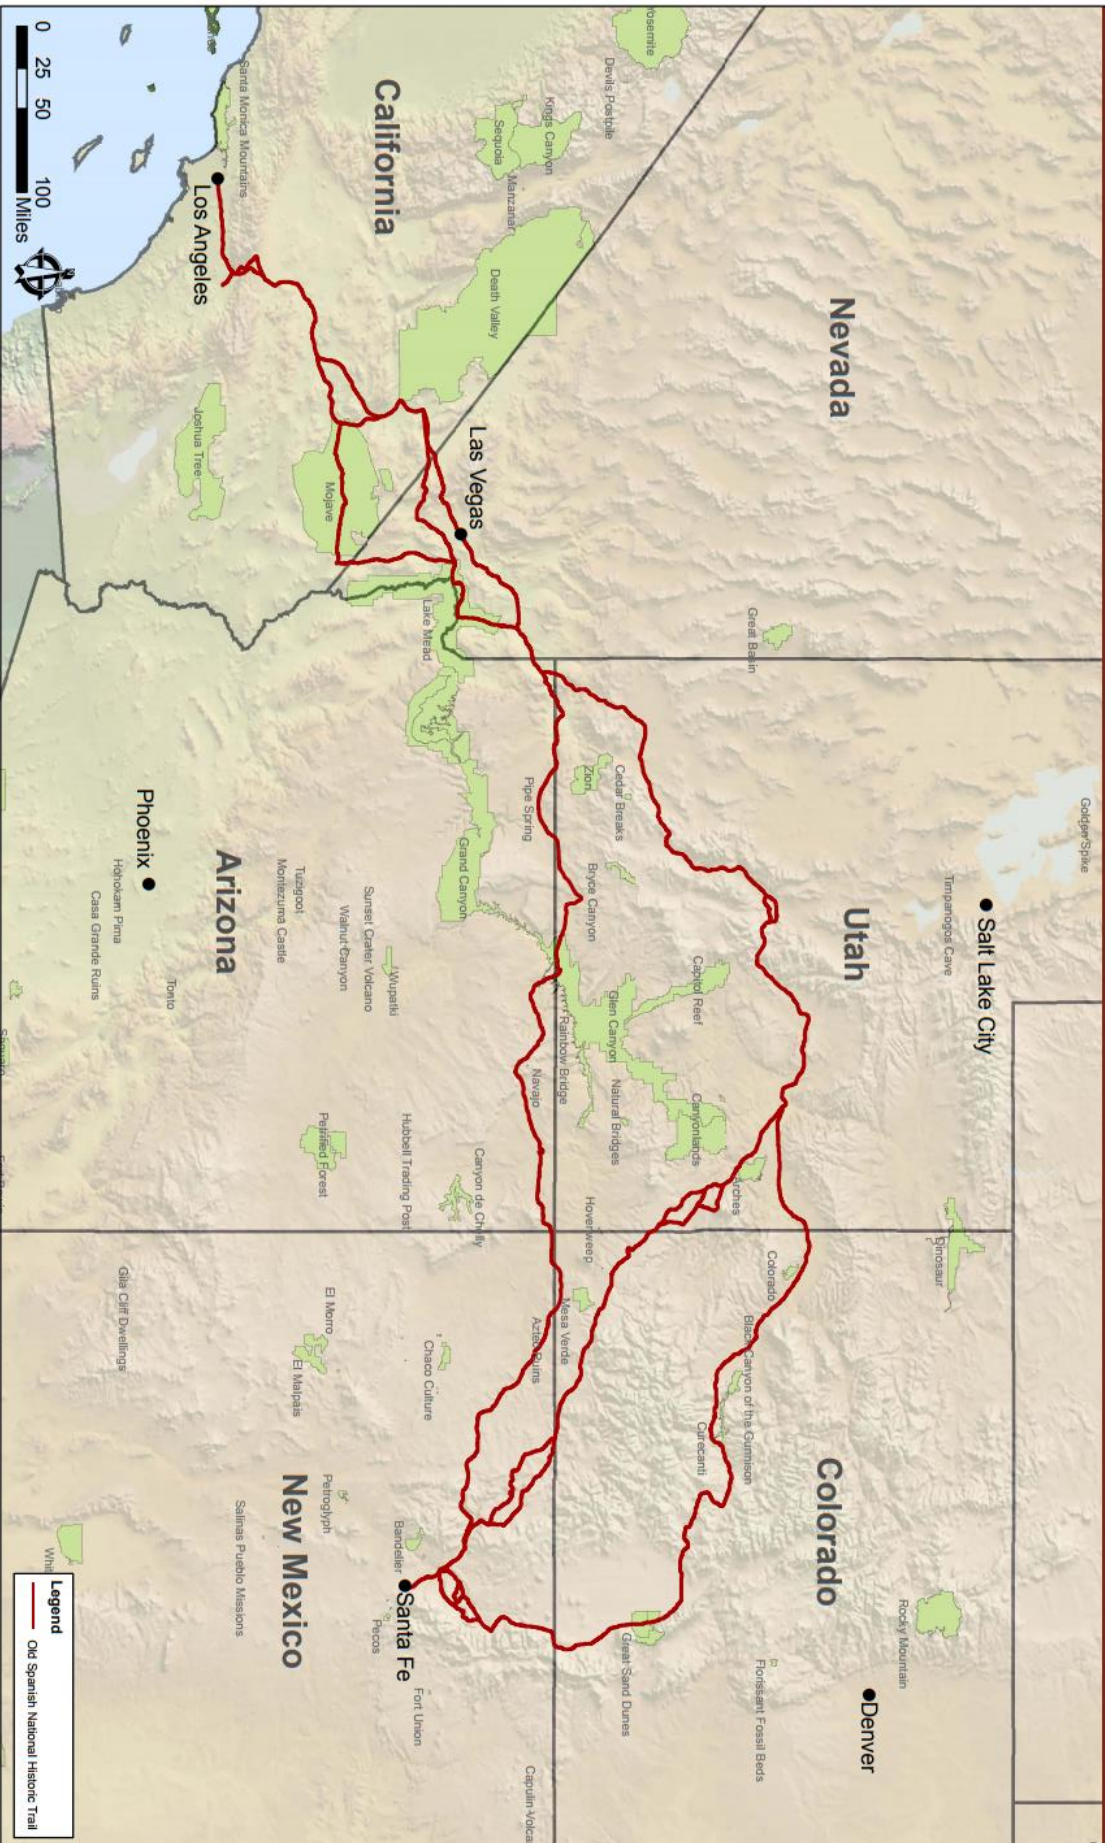 Golden Spike
Salt Lake City
Timpanogos Cave
Dinosaur
Rocky Mountain
Denver
Nevada
Utah
Colorado
Great Basin
Colorado
Florissant Fossil Beds
Yosemite
Devils Postpile
Kings Canyon
Sequoia
Manzanar
Death Valley
California
Cedar Breaks
Zion
Bryce Canyon
Capitol Reef
Glen Canyon
Canyonlands
Arches
Natural Bridges
Rainbow Bridge
Hovenweep
Black Canyon of the Gunnison
Curecanti
Great Sand Dunes
Mesa Verde
Las Vegas
Pipe Spring
Navajo
Aztec Ruins
Lake Mead
Grand Canyon
Canyon de Chelly
Chaco Culture
Bandelier
Santa Fe
Pecos
Fort Union
Mojave
Wupatki
Sunset Crater Volcano
Walnut Canyon
Hubbell Trading Post
Petrified Forest
El Morro
El Malpais
Petroglyph
New Mexico
Santa Monica Mountains
Los Angeles
Joshua Tree
Tuzigoot
Montezuma Castle
Arizona
Salinas Pueblo Missions
Phoenix
Hohokam Pima
Casa Grande Ruins
Tonto
Gila Cliff Dwellings
0 25 50 100
Miles
Legend
Old Spanish National Historic Trail